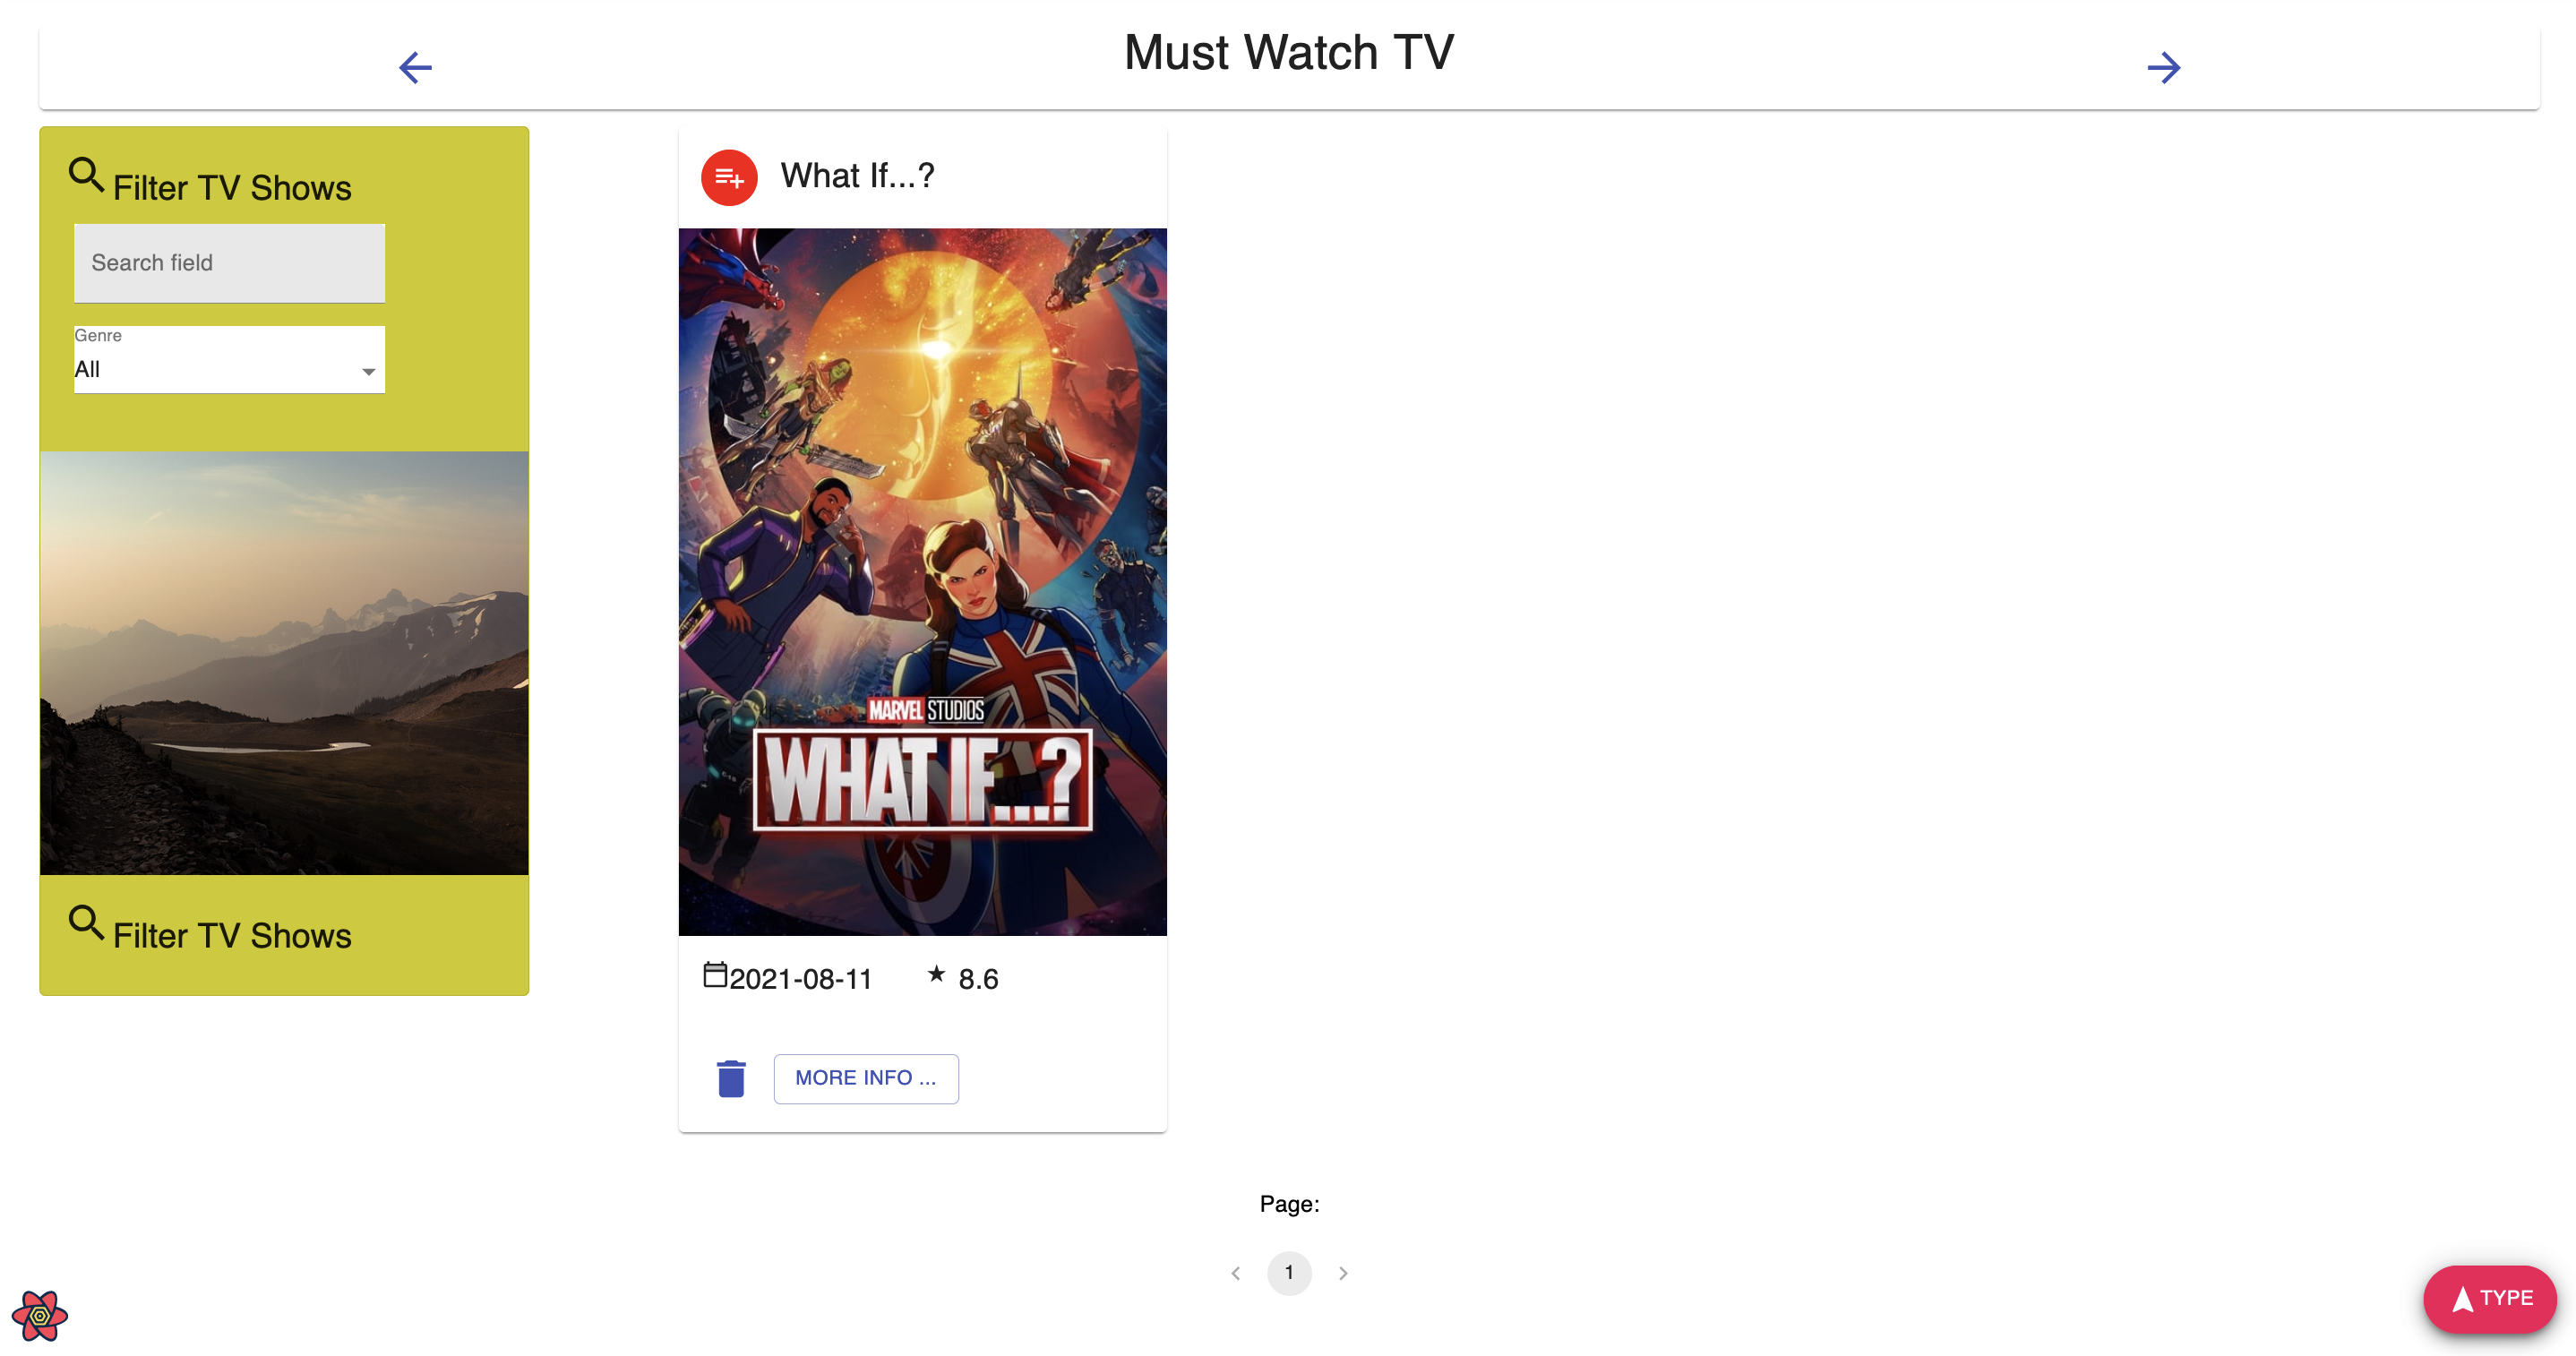 Must Watch TV
Filter TV Shows
Search field
Genre
All
Filter TV Shows
What If...?
MARVEL STUDIOS
WHAT IF...?
2021-08-11 ★ 8.6
MORE INFO ...
Page:
1
TYPE